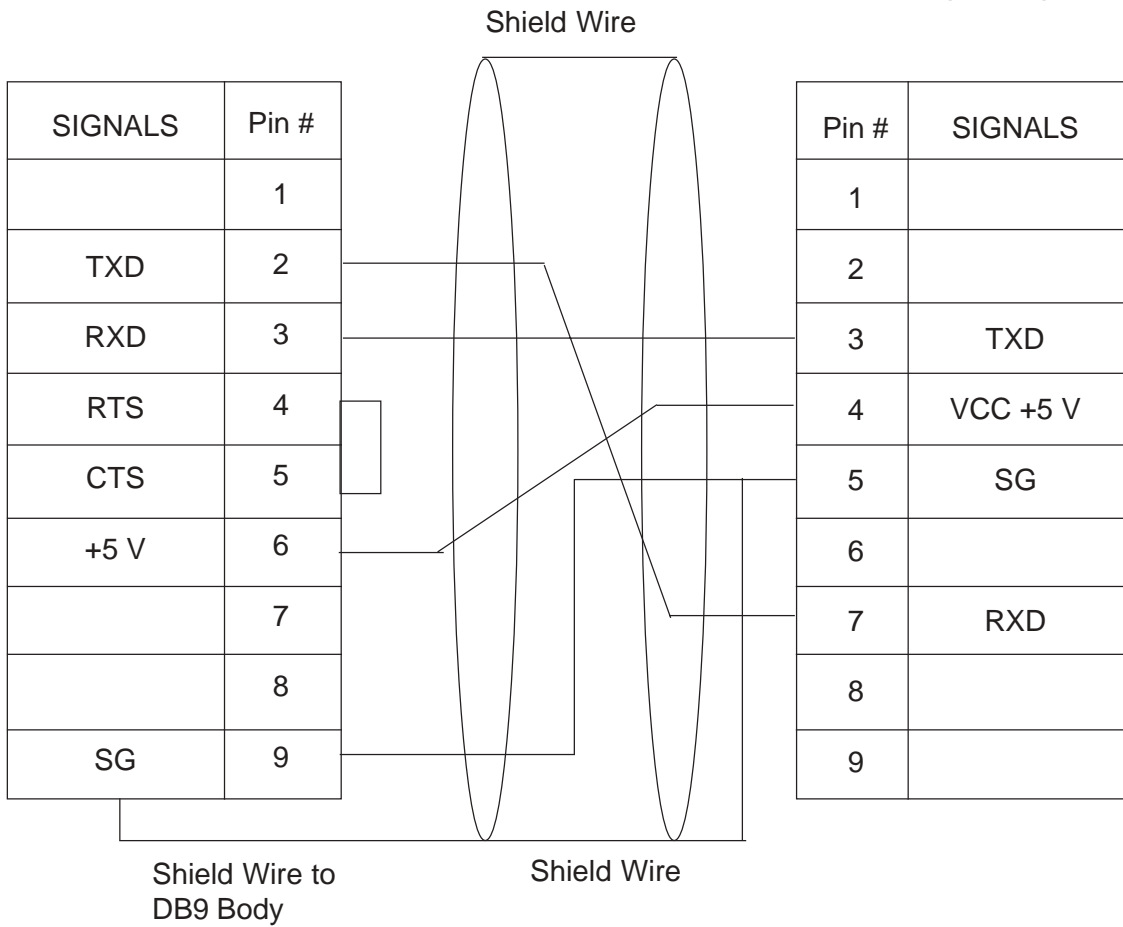 Shield Wire
SIGNALS Pin #
1
TXD 2
RXD 3
RTS 4
CTS 5
+5 V 6
7
8
SG 9
Pin # SIGNALS
1
2
3 TXD
4 VCC +5 V
5 SG
6
7 RXD
8
9
Shield Wire to
DB9 Body
Shield Wire